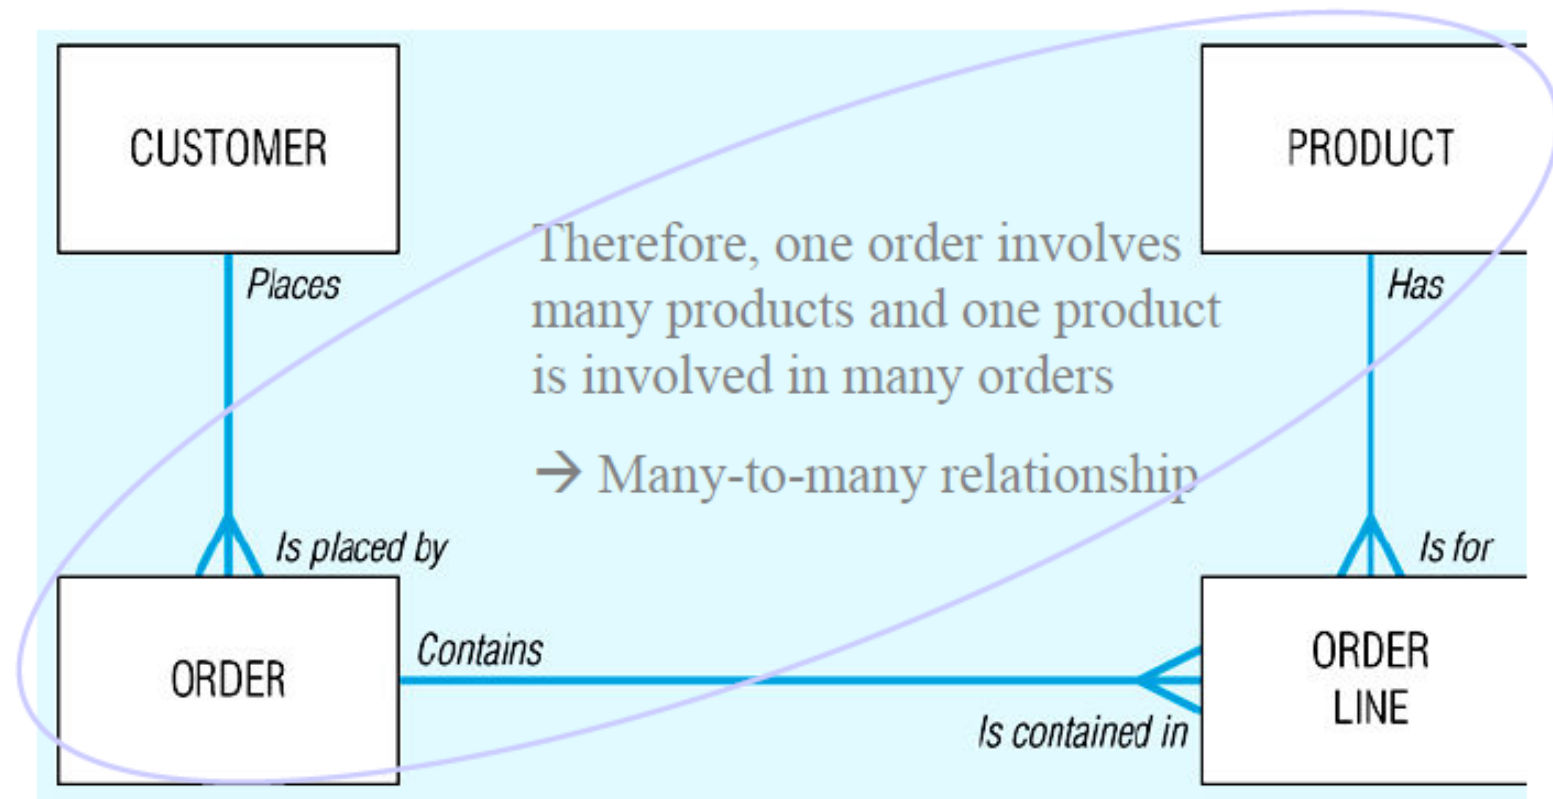 CUSTOMER
PRODUCT
Therefore, one order involves
many products and one product
is involved in many orders
→ Many-to-many relationship
Places
Has
Is placed by
Is for
ORDER
Contains
Is contained in
ORDER
LINE